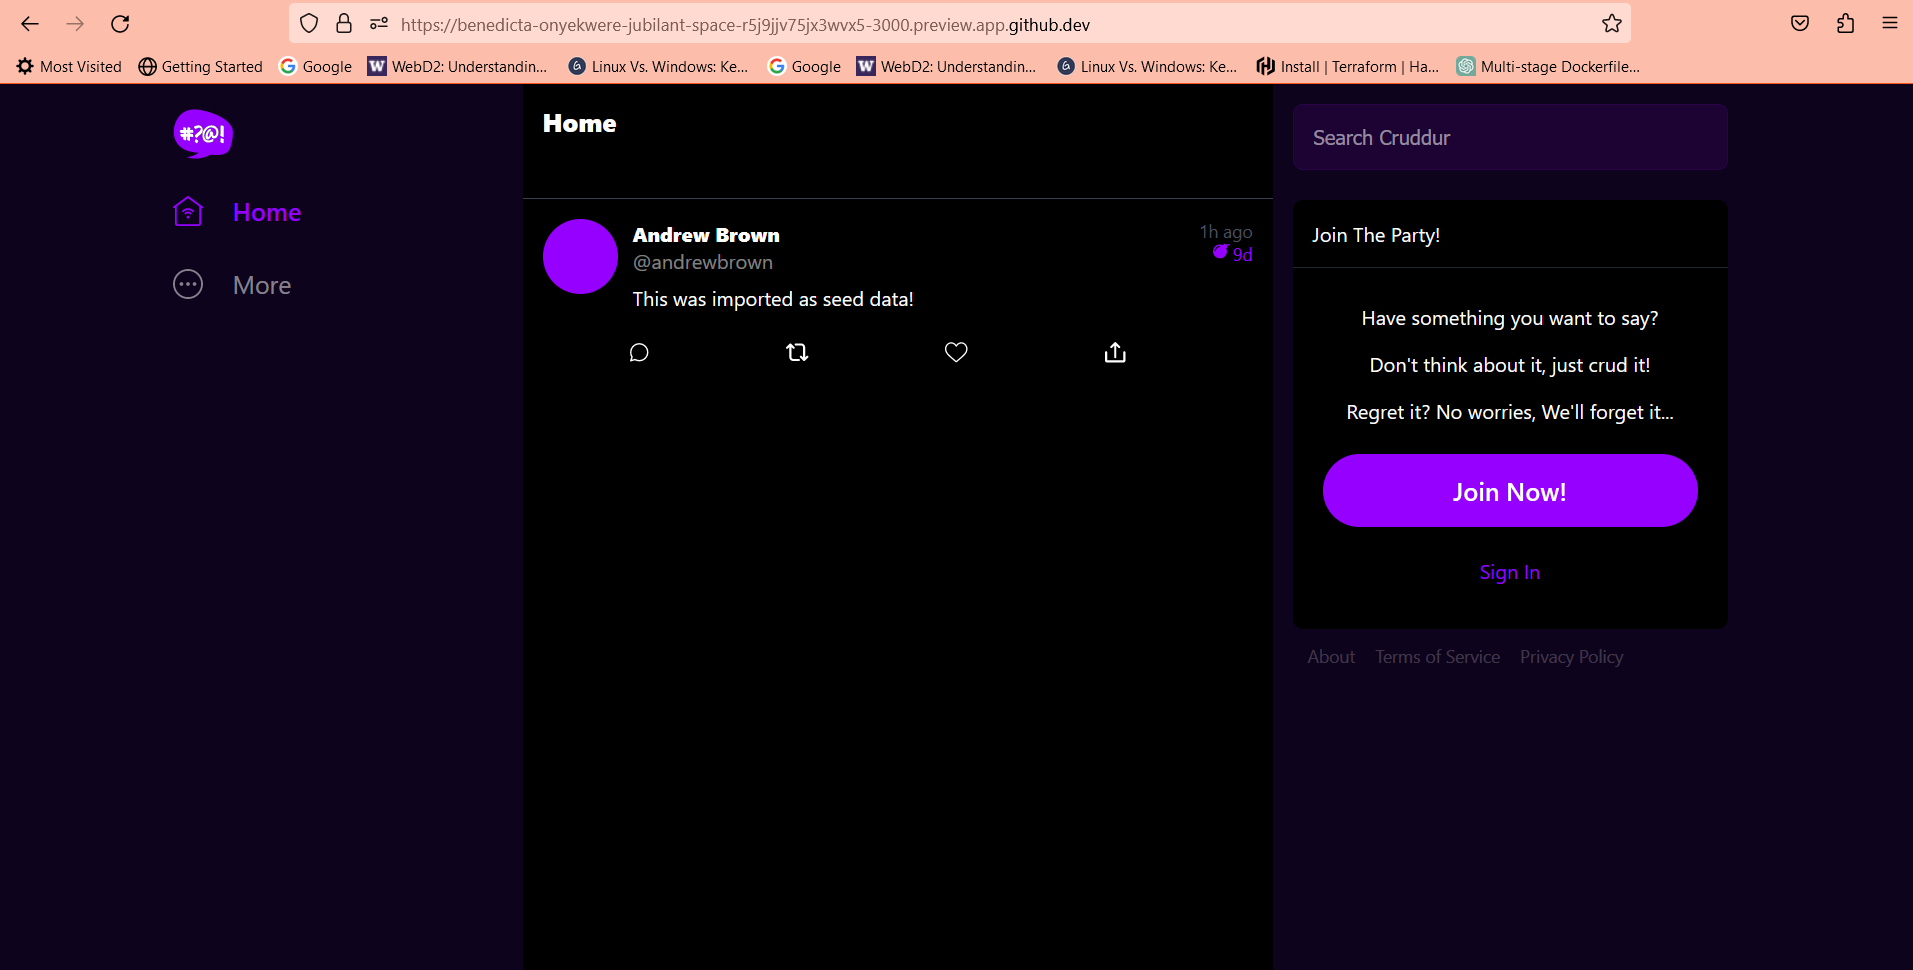 https://benedicta-onyekwere-jubilant-space-r5j9jjv75jx3wvx5-3000.preview.app.github.dev
Most Visited Getting Started Google WebD2: Understandin... Linux Vs. Windows: Ke... Google WebD2: Understandin... Linux Vs. Windows: Ke... Install | Terraform | Ha... Multi-stage Dockerfile...
#?@!
Home
More
Home
Andrew Brown
1h ago
@andrewbrown
9d
This was imported as seed data!
Search Cruddur
Join The Party!
Have something you want to say?
Don't think about it, just crud it!
Regret it? No worries, We'll forget it...
Join Now!
Sign In
About Terms of Service Privacy Policy